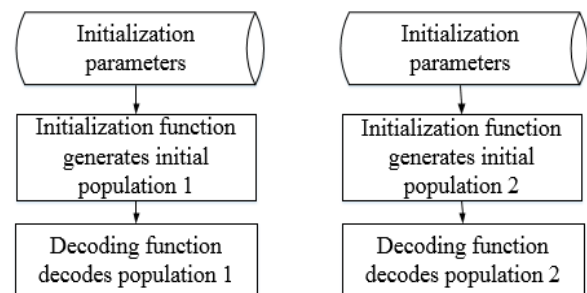 Initialization
parameters
Initialization function
generates initial
population 1
Decoding function
decodes population 1
Initialization
parameters
Initialization function
generates initial
population 2
Decoding function
decodes population 2